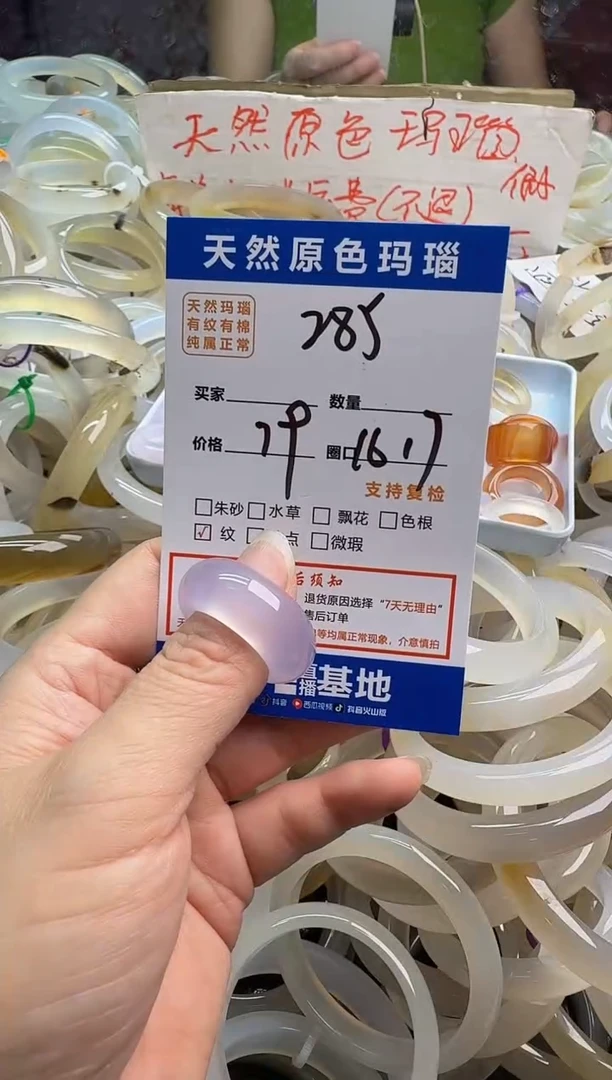 天然原色玛瑙
侧
(不退)
天然原色玛瑙
天然玛瑙
有纹有棉
纯属正常
285
买家 数量
价格 79 圈口 16 17
支持复检
朱砂 水草 飘花 色根
√ 纹 点 微瑕
后须知
退货原因选择“7天无理由”
售后订单
等均属正常现象，介意慎拍
直播基地
抖音 西瓜视频 抖音火山版